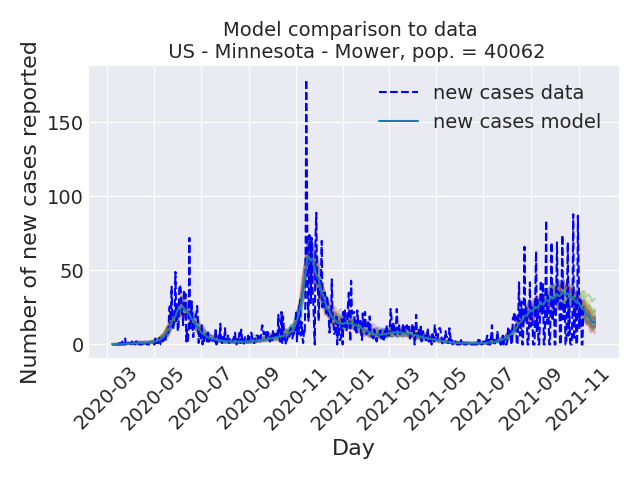 Model comparison to data
US - Minnesota - Mower, pop. = 40062
Number of new cases reported
150
100
50
0
new cases data
new cases model
2020-03
2020-05
2020-07
2020-09
2020-11
2021-01
2021-03
2021-05
2021-07
2021-09
2021-11
Day